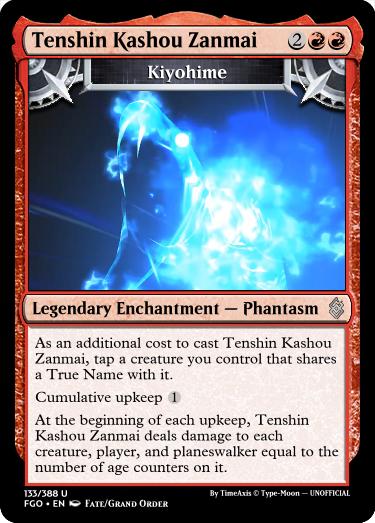 Tenshin Kashou Zanmai 2
Kiyohime
Legendary Enchantment — Phantasm
As an additional cost to cast Tenshin Kashou
Zanmai, tap a creature you control that shares
a True Name with it.
Cumulative upkeep 1
At the beginning of each upkeep, Tenshin
Kashou Zanmai deals damage to each
creature, player, and planeswalker equal to the
number of age counters on it.
133/388 U
FGO • EN Fate/Grand Order
By TimeAxis © Type-Moon — UNOFFICIAL